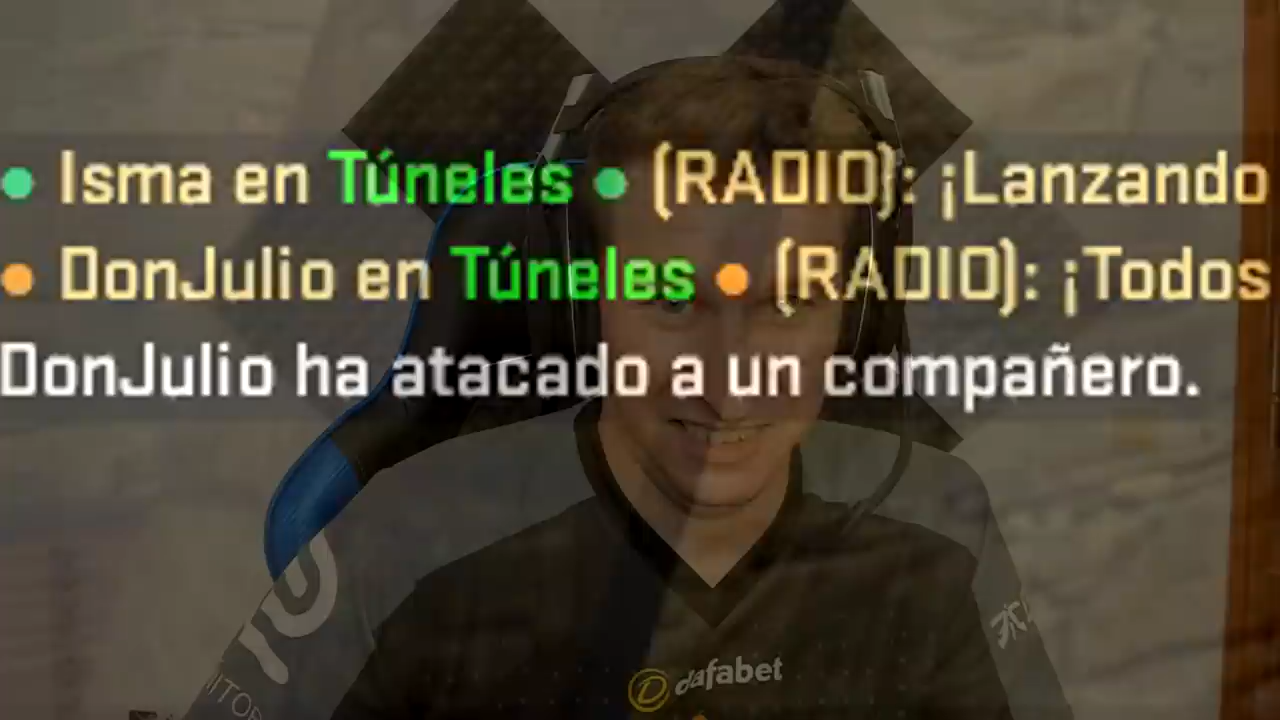 • Isma en Túneles • (RADIO): ¡Lanzando
• DonJulio en Túneles • (RADIO): ¡Todos
DonJulio ha atacado a un compañero.
dafabet